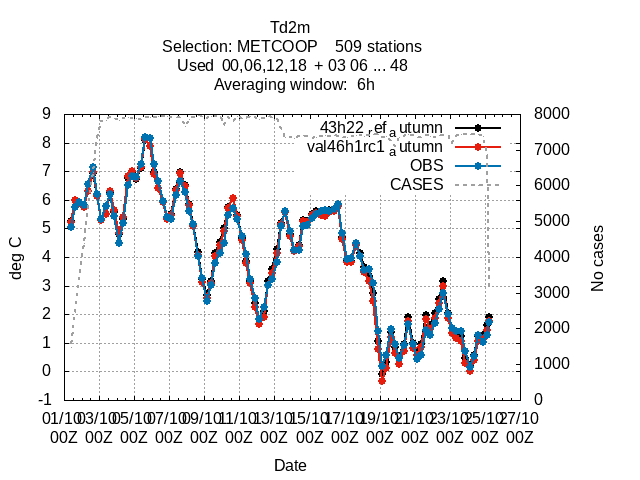 Td2m
Selection: METCOOP 509 stations
Used 00,06,12,18 + 03 06 ... 48
Averaging window: 6h
43h22_ref_autumn
val46h1rc1_autumn
OBS
CASES
deg C
9
8
7
6
5
4
3
2
1
0
-1
No cases
8000
7000
6000
5000
4000
3000
2000
1000
0
01/10 03/10 05/10 07/10 09/10 11/10 13/10 15/10 17/10 19/10 21/10 23/10 25/10 27/10
00Z 00Z 00Z 00Z 00Z 00Z 00Z 00Z 00Z 00Z 00Z 00Z 00Z 00Z
Date